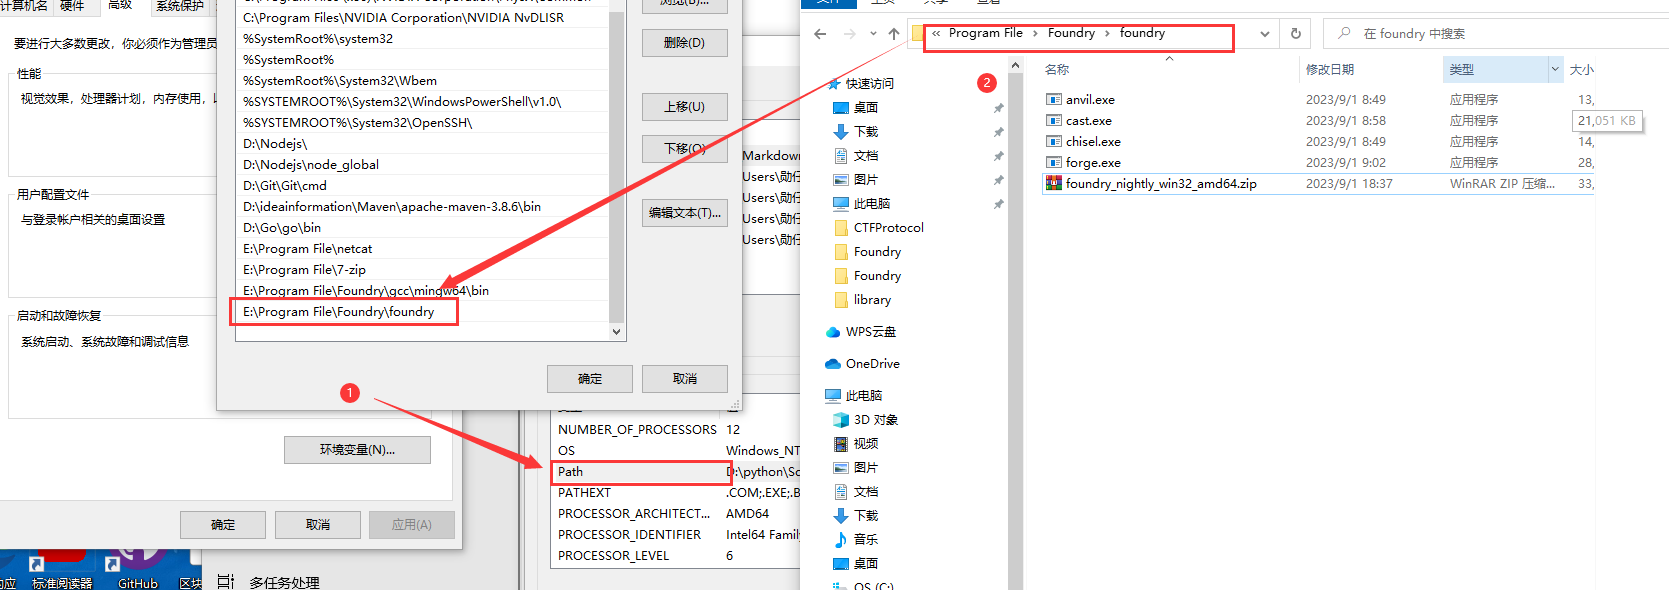 计算机名
硬件
高级
系统保护
要进行大多数更改，你必须作为管理员
性能
视觉效果，处理器计划，内存使用，
用户配置文件
与登录帐户相关的桌面设置
启动和故障恢复
系统启动、系统故障和调试信息
环境变量(N)...
确定
取消
应用(A)
C:\Program Files\NVIDIA Corporation\NVIDIA NvDLISR
%SystemRoot%\system32
%SystemRoot%
%SystemRoot%\System32\Wbem
%SYSTEMROOT%\System32\WindowsPowerShell\v1.0\
%SYSTEMROOT%\System32\OpenSSH\
D:\Nodejs\
D:\Nodejs\node_global
D:\Git\Git\cmd
D:\ideainformation\Maven\apache-maven-3.8.6\bin
D:\Go\go\bin
E:\Program File\netcat
E:\Program File\7-zip
E:\Program File\Foundry\gcc\mingw64\bin
E:\Program File\Foundry\foundry
浏览(B)...
删除(D)
上移(U)
下移(O)
编辑文本(T)...
确定
取消
Markdown
Users\勋仔
Users\勋仔
Users\勋仔
Users\勋仔
1
NUMBER_OF_PROCESSORS 12
OS Windows_NT
Path D:\python\Sc
PATHEXT .COM;.EXE;.B
PROCESSOR_ARCHITECT... AMD64
PROCESSOR_IDENTIFIER Intel64 Family
PROCESSOR_LEVEL 6
标准阅读器
GitHub
区块
多任务处理
« Program File › Foundry › foundry
在 foundry 中搜索
2
快速访问
桌面
下载
文档
图片
此电脑
CTFProtocol
Foundry
Foundry
library
WPS云盘
OneDrive
此电脑
3D 对象
视频
图片
文档
下载
音乐
桌面
OS (C:)
名称 修改日期 类型 大小
anvil.exe 2023/9/1 8:49 应用程序 13,
cast.exe 2023/9/1 8:58 应用程序 21,051 KB
chisel.exe 2023/9/1 8:49 应用程序 14,
forge.exe 2023/9/1 9:02 应用程序 28,
foundry_nightly_win32_amd64.zip 2023/9/1 18:37 WinRAR ZIP 压缩... 33,